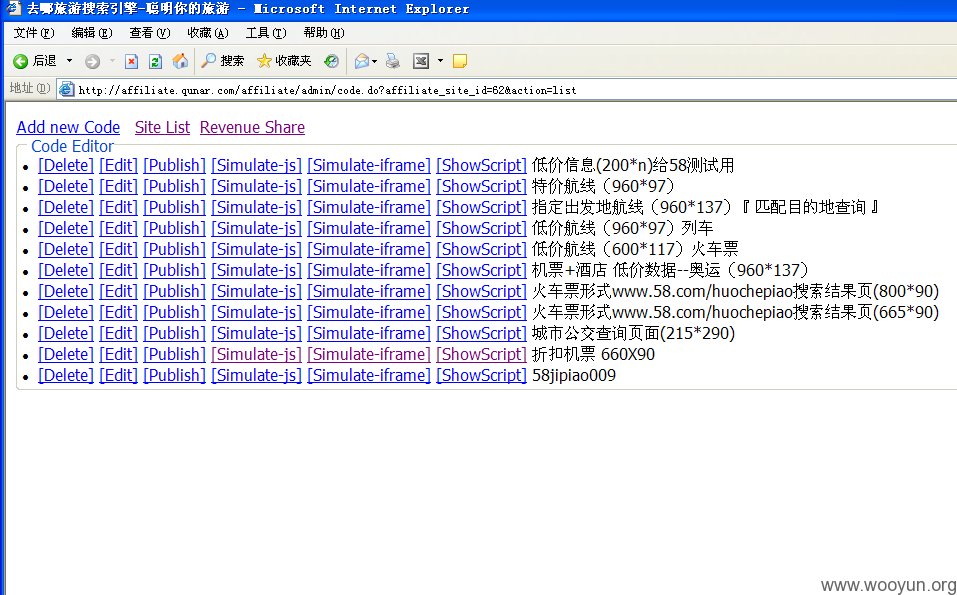 去哪旅游搜索引擎-聪明你的旅游 - Microsoft Internet Explorer
文件(F) 编辑(E) 查看(V) 收藏(A) 工具(T) 帮助(H)
后退 搜索 收藏夹
地址(D) http://affiliate.qunar.com/affiliate/admin/code.do?affiliate_site_id=62&action=list
Add new Code Site List Revenue Share
Code Editor
[Delete] [Edit] [Publish] [Simulate-js] [Simulate-iframe] [ShowScript] 低价信息(200*n)给58测试用
[Delete] [Edit] [Publish] [Simulate-js] [Simulate-iframe] [ShowScript] 特价航线（960*97）
[Delete] [Edit] [Publish] [Simulate-js] [Simulate-iframe] [ShowScript] 指定出发地航线（960*137）『 匹配目的地查询 』
[Delete] [Edit] [Publish] [Simulate-js] [Simulate-iframe] [ShowScript] 低价航线（960*97）列车
[Delete] [Edit] [Publish] [Simulate-js] [Simulate-iframe] [ShowScript] 低价航线（600*117）火车票
[Delete] [Edit] [Publish] [Simulate-js] [Simulate-iframe] [ShowScript] 机票+酒店 低价数据--奥运（960*137）
[Delete] [Edit] [Publish] [Simulate-js] [Simulate-iframe] [ShowScript] 火车票形式www.58.com/huochepiao搜索结果页(800*90)
[Delete] [Edit] [Publish] [Simulate-js] [Simulate-iframe] [ShowScript] 火车票形式www.58.com/huochepiao搜索结果页(665*90)
[Delete] [Edit] [Publish] [Simulate-js] [Simulate-iframe] [ShowScript] 城市公交查询页面(215*290)
[Delete] [Edit] [Publish] [Simulate-js] [Simulate-iframe] [ShowScript] 折扣机票 660X90
[Delete] [Edit] [Publish] [Simulate-js] [Simulate-iframe] [ShowScript] 58jipiao009
www.wooyun.org